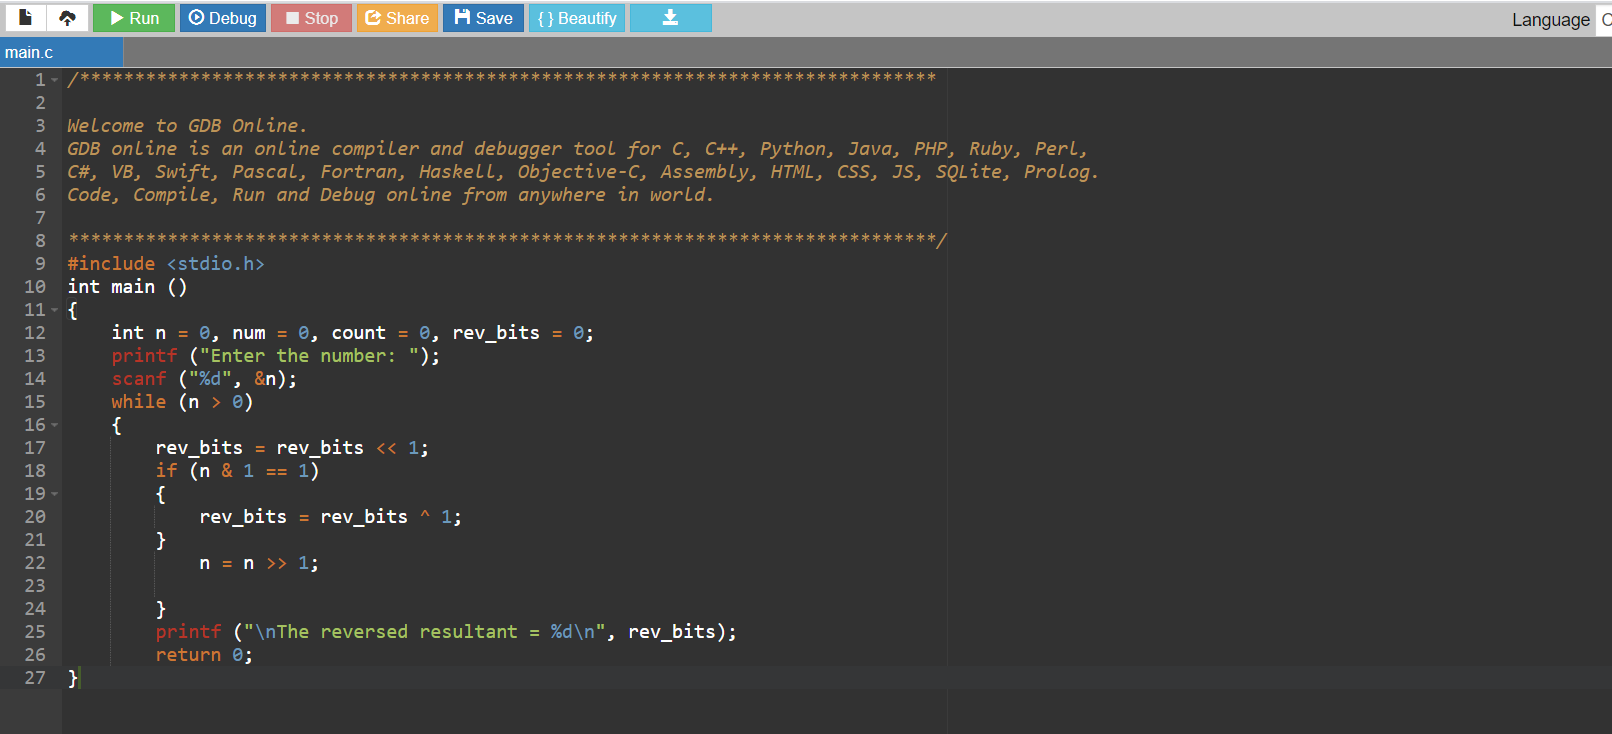 Run Debug Stop Share Save { } Beautify Language
main.c
1 /******************************************************************************
2
3 Welcome to GDB Online.
4 GDB online is an online compiler and debugger tool for C, C++, Python, Java, PHP, Ruby, Perl,
5 C#, VB, Swift, Pascal, Fortran, Haskell, Objective-C, Assembly, HTML, CSS, JS, SQLite, Prolog.
6 Code, Compile, Run and Debug online from anywhere in world.
7
8 *******************************************************************************/
9 #include <stdio.h>
10 int main ()
11 {
12     int n = 0, num = 0, count = 0, rev_bits = 0;
13     printf ("Enter the number: ");
14     scanf ("%d", &n);
15     while (n > 0)
16     {
17         rev_bits = rev_bits << 1;
18         if (n & 1 == 1)
19         {
20             rev_bits = rev_bits ^ 1;
21         }
22             n = n >> 1;
23
24         }
25         printf ("\nThe reversed resultant = %d\n", rev_bits);
26         return 0;
27 }